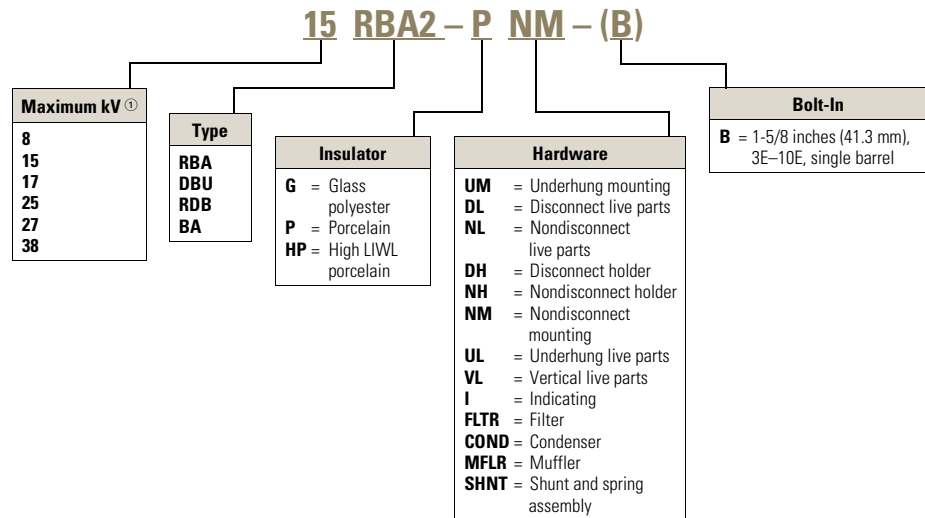 15 RBA2 – P NM – (B)
Maximum kV ①
8
15
17
25
27
38
Type
RBA
DBU
RDB
BA
Insulator
G = Glass
polyester
P = Porcelain
HP = High LIWL
porcelain
Hardware
UM = Underhung mounting
DL = Disconnect live parts
NL = Nondisconnect
live parts
DH = Disconnect holder
NH = Nondisconnect holder
NM = Nondisconnect
mounting
UL = Underhung live parts
VL = Vertical live parts
I = Indicating
FLTR = Filter
COND = Condenser
MFLR = Muffler
SHNT = Shunt and spring
assembly
Bolt-In
B = 1-5/8 inches (41.3 mm),
3E–10E, single barrel